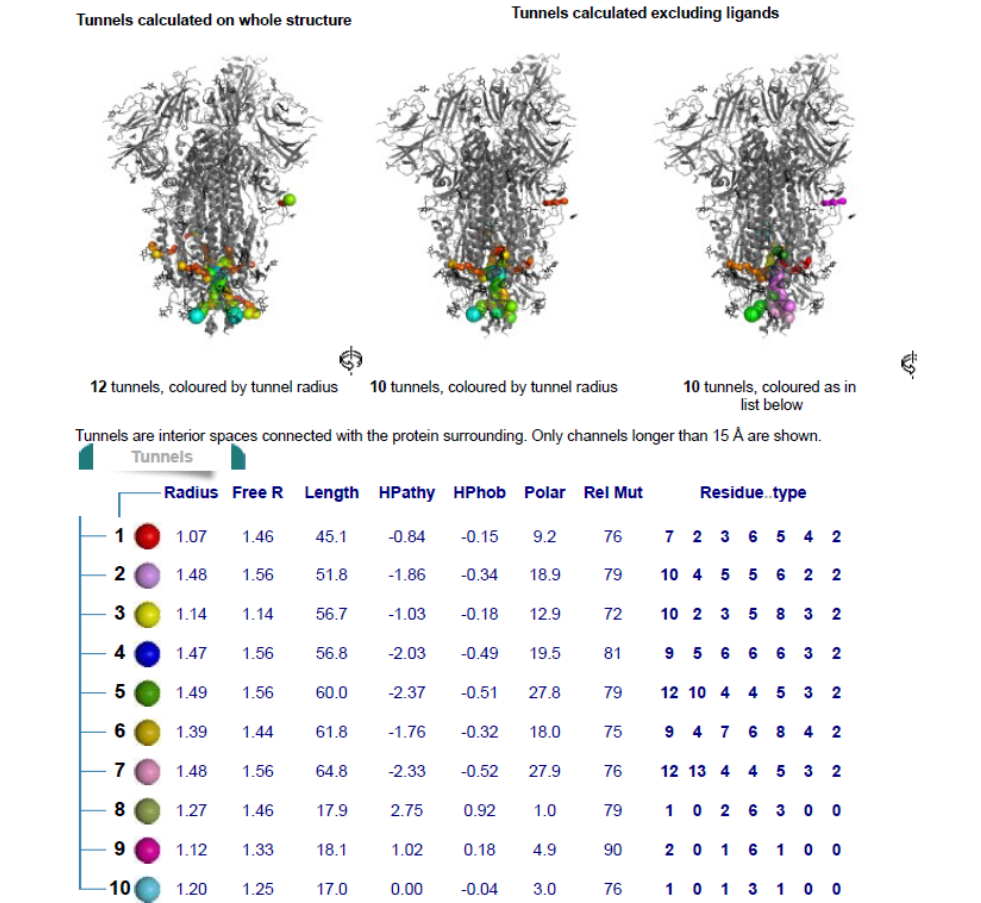 Tunnels calculated on whole structure
Tunnels calculated excluding ligands
12 tunnels, coloured by tunnel radius
10 tunnels, coloured by tunnel radius
10 tunnels, coloured as in
list below
Tunnels are interior spaces connected with the protein surrounding. Only channels longer than 15 Å are shown.
Tunnels
Radius Free R Length HPathy HPhob Polar Rel Mut Residue..type
1 1.07 1.46 45.1 -0.84 -0.15 9.2 76 7 2 3 6 5 4 2
2 1.48 1.56 51.8 -1.86 -0.34 18.9 79 10 4 5 5 6 2 2
3 1.14 1.14 56.7 -1.03 -0.18 12.9 72 10 2 3 5 8 3 2
4 1.47 1.56 56.8 -2.03 -0.49 19.5 81 9 5 6 6 6 3 2
5 1.49 1.56 60.0 -2.37 -0.51 27.8 79 12 10 4 4 5 3 2
6 1.39 1.44 61.8 -1.76 -0.32 18.0 75 9 4 7 6 8 4 2
7 1.48 1.56 64.8 -2.33 -0.52 27.9 76 12 13 4 4 5 3 2
8 1.27 1.46 17.9 2.75 0.92 1.0 79 1 0 2 6 3 0 0
9 1.12 1.33 18.1 1.02 0.18 4.9 90 2 0 1 6 1 0 0
10 1.20 1.25 17.0 0.00 -0.04 3.0 76 1 0 1 3 1 0 0